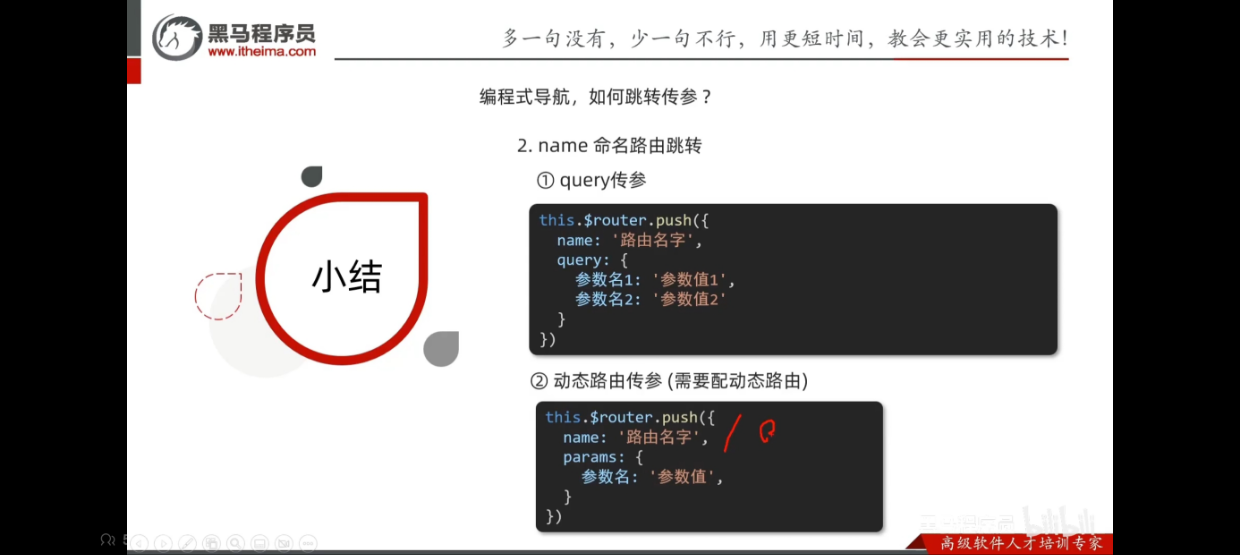 黑马程序员
www.itheima.com
多一句没有，少一句不行，用更短时间，教会更实用的技术！
编程式导航，如何跳转传参？
2. name 命名路由跳转
① query传参
this.$router.push({
name: '路由名字',
query: {
参数名1: '参数值1',
参数名2: '参数值2'
}
})
小结
② 动态路由传参 (需要配动态路由)
this.$router.push({
name: '路由名字',
params: {
参数名: '参数值',
}
})
黑马程序员 bilibili
高级软件人才培训专家